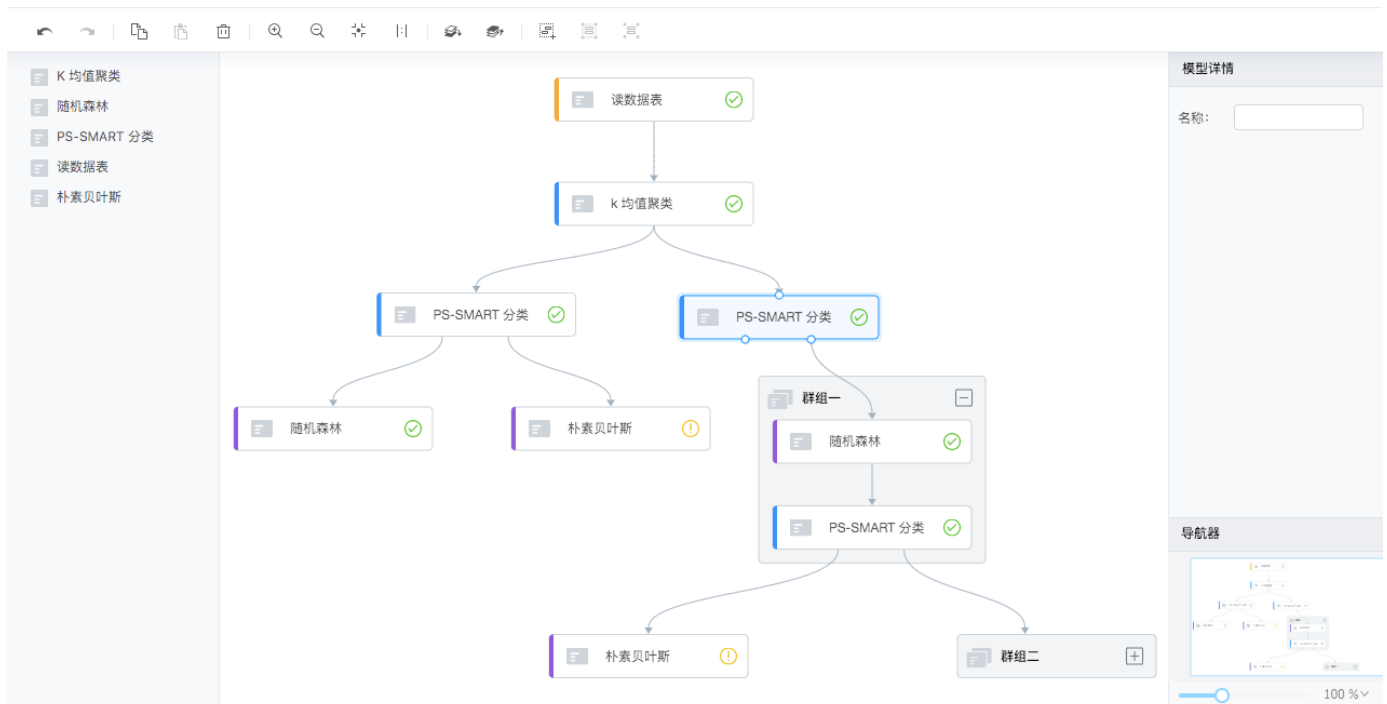 K 均值聚类
随机森林
PS-SMART 分类
读数据表
朴素贝叶斯
读数据表
k 均值聚类
PS-SMART 分类
PS-SMART 分类
群组一
随机森林
朴素贝叶斯
随机森林
PS-SMART 分类
朴素贝叶斯
群组二
模型详情
名称:
导航器
100 %